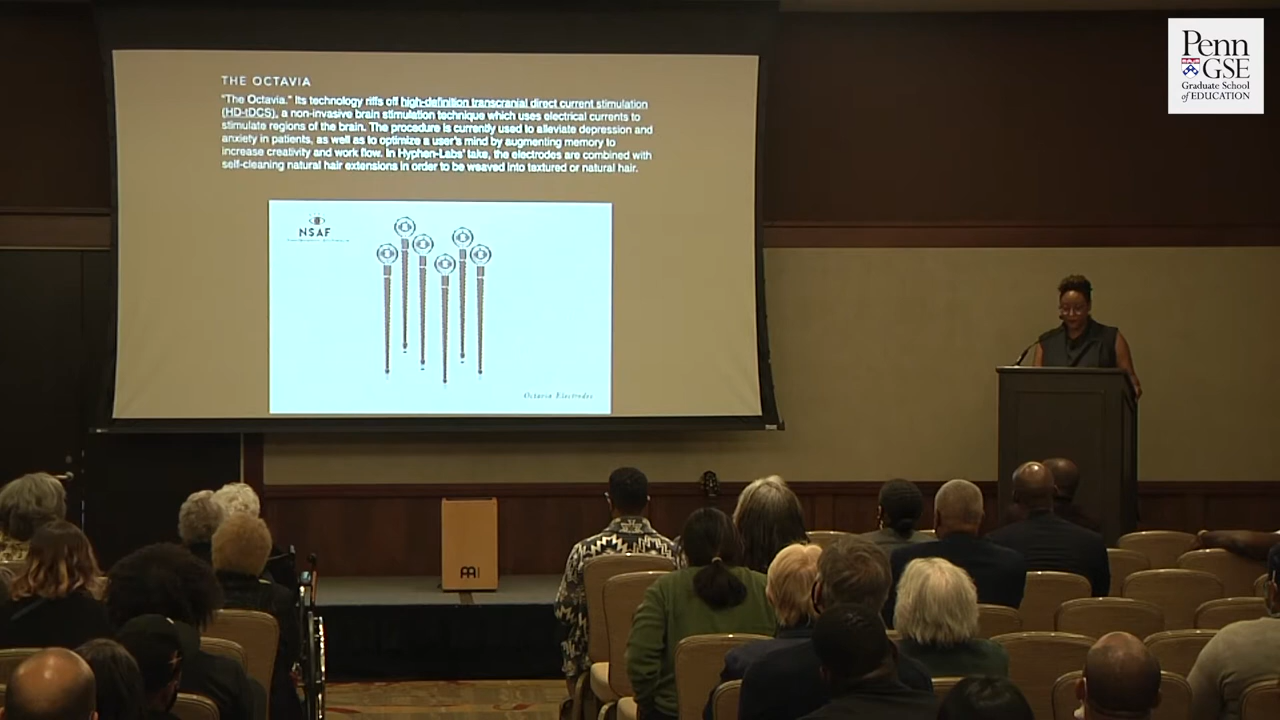 THE OCTAVIA
"The Octavia." Its technology riffs off high-definition transcranial direct current stimulation
(HD-tDCS), a non-invasive brain stimulation technique which uses electrical currents to
stimulate regions of the brain. The procedure is currently used to alleviate depression and
anxiety in patients, as well as to optimize a user's mind by augmenting memory to
increase creativity and work flow. In Hyphen-Labs' take, the electrodes are combined with
self-cleaning natural hair extensions in order to be weaved into textured or natural hair.
NSAF
Octavia Electrodes
Penn
GSE
Graduate School
of EDUCATION